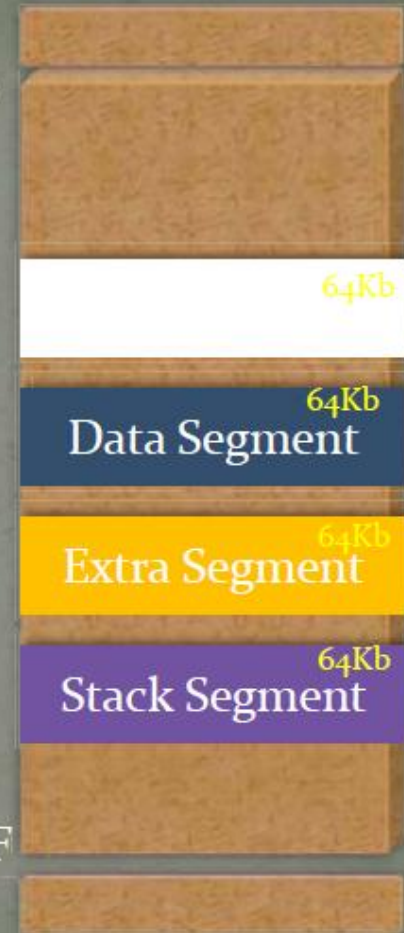 64Kb
64Kb
Data Segment
64Kb
Extra Segment
64Kb
Stack Segment
F